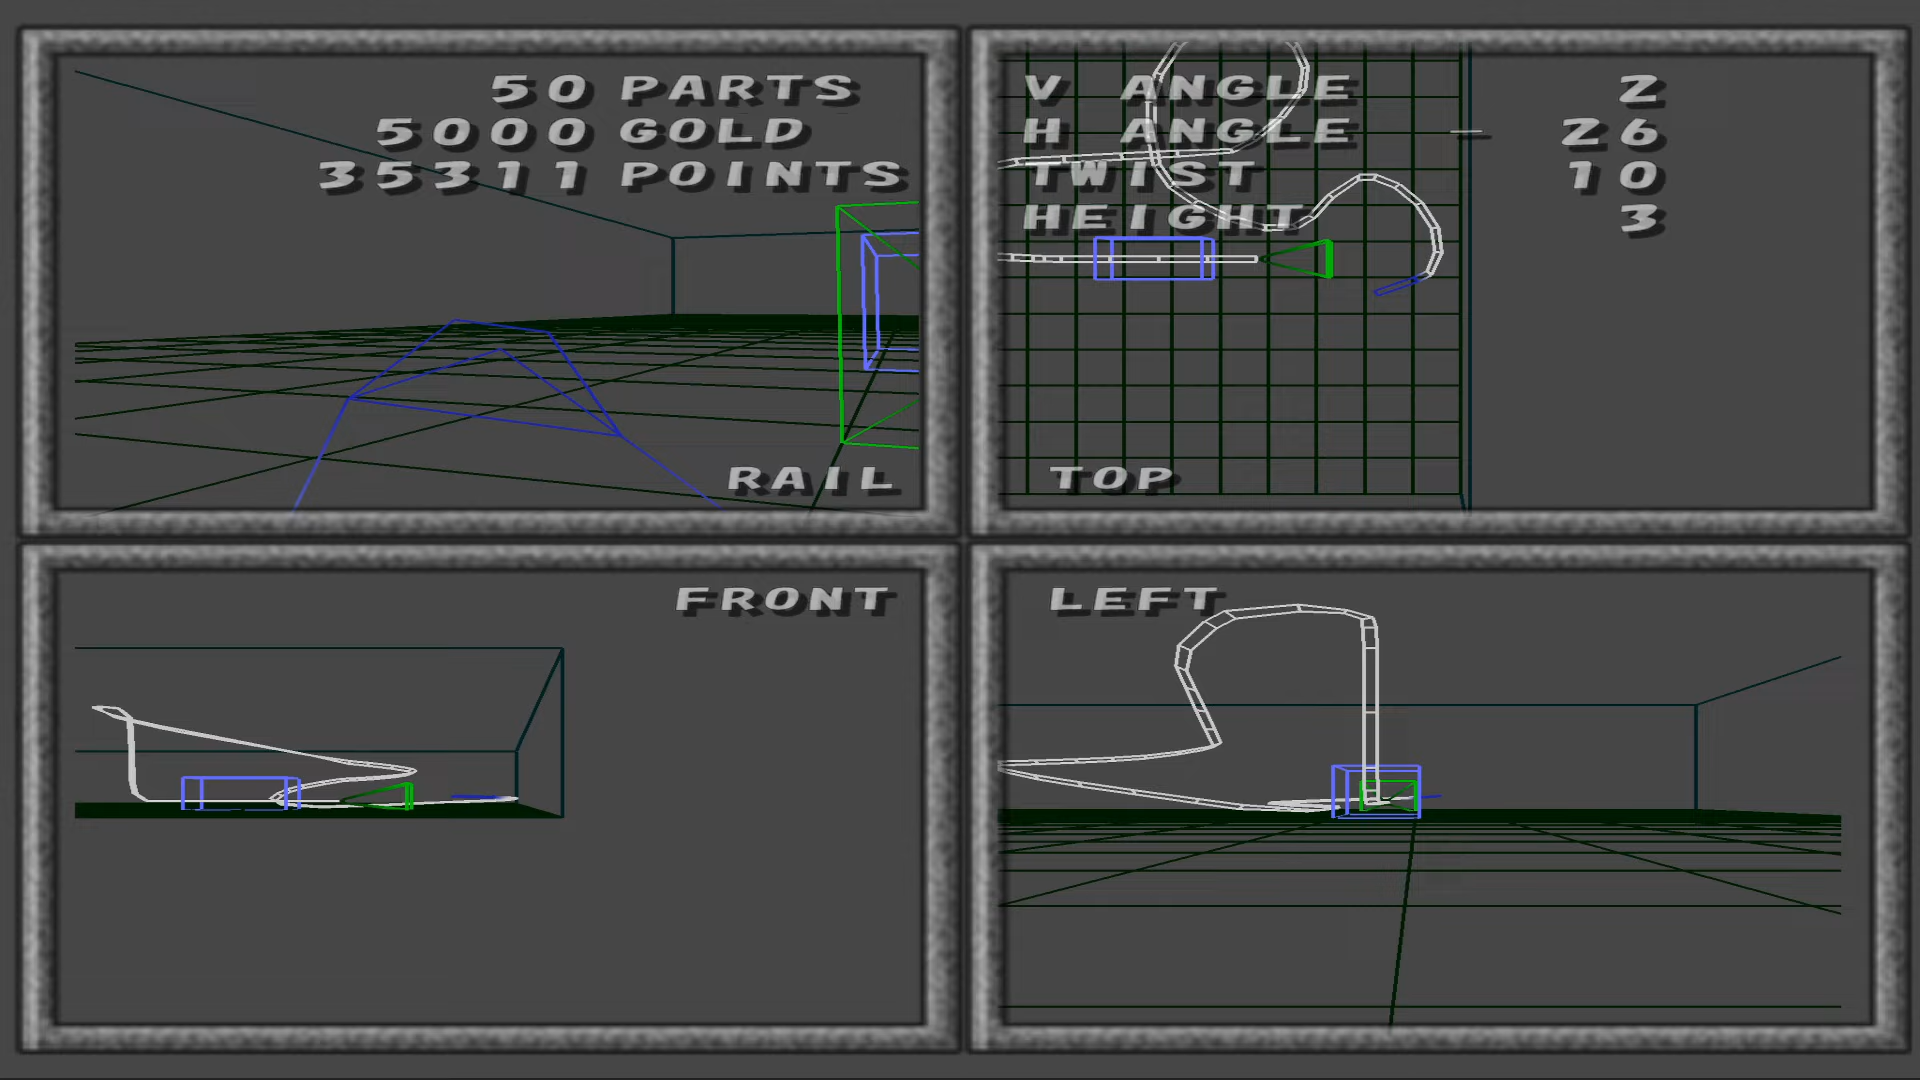 50 PARTS
5000 GOLD
35311 POINTS
RAIL
V ANGLE 2
H ANGLE 26
TWIST 10
HEIGHT 3
TOP
FRONT
LEFT